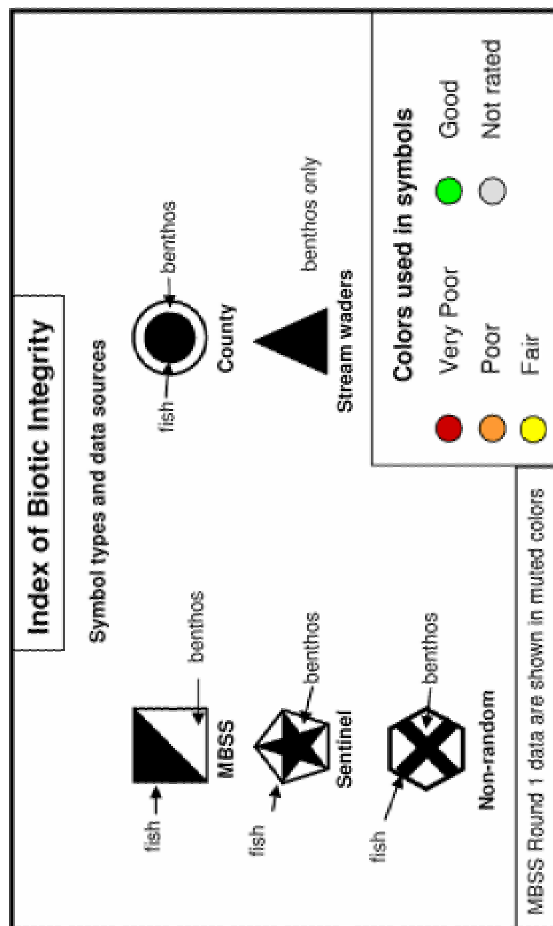 Index of Biotic Integrity
Symbol types and data sources
fish
benthos
MBSS
fish
benthos
County
fish
benthos
Sentinel
benthos only
Stream waders
fish
benthos
Non-random
Colors used in symbols
Very Poor
Good
Poor
Not rated
Fair
MBSS Round 1 data are shown in muted colors